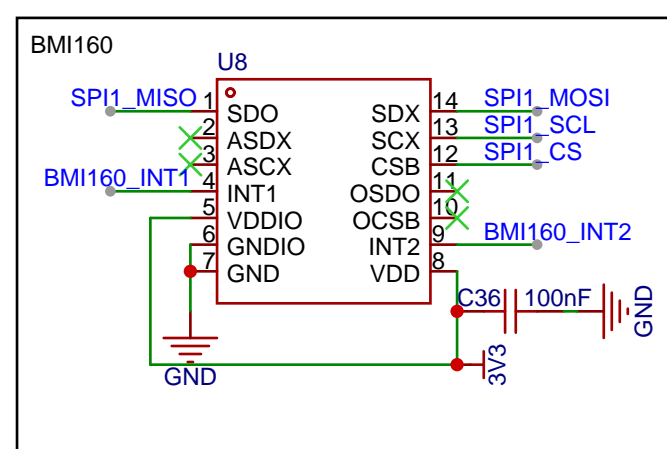 BMI160
U8
SPI1_MISO 1 SDO SDX 14 SPI1_MOSI
2 ASDX SCX 13 SPI1_SCL
3 ASCX CSB 12 SPI1_CS
BMI160_INT1 4 INT1 OSDO 11
5 VDDIO OCSB 10
6 GNDIO INT2 9 BMI160_INT2
7 GND VDD 8
C36 100nF GND
GND 3V3